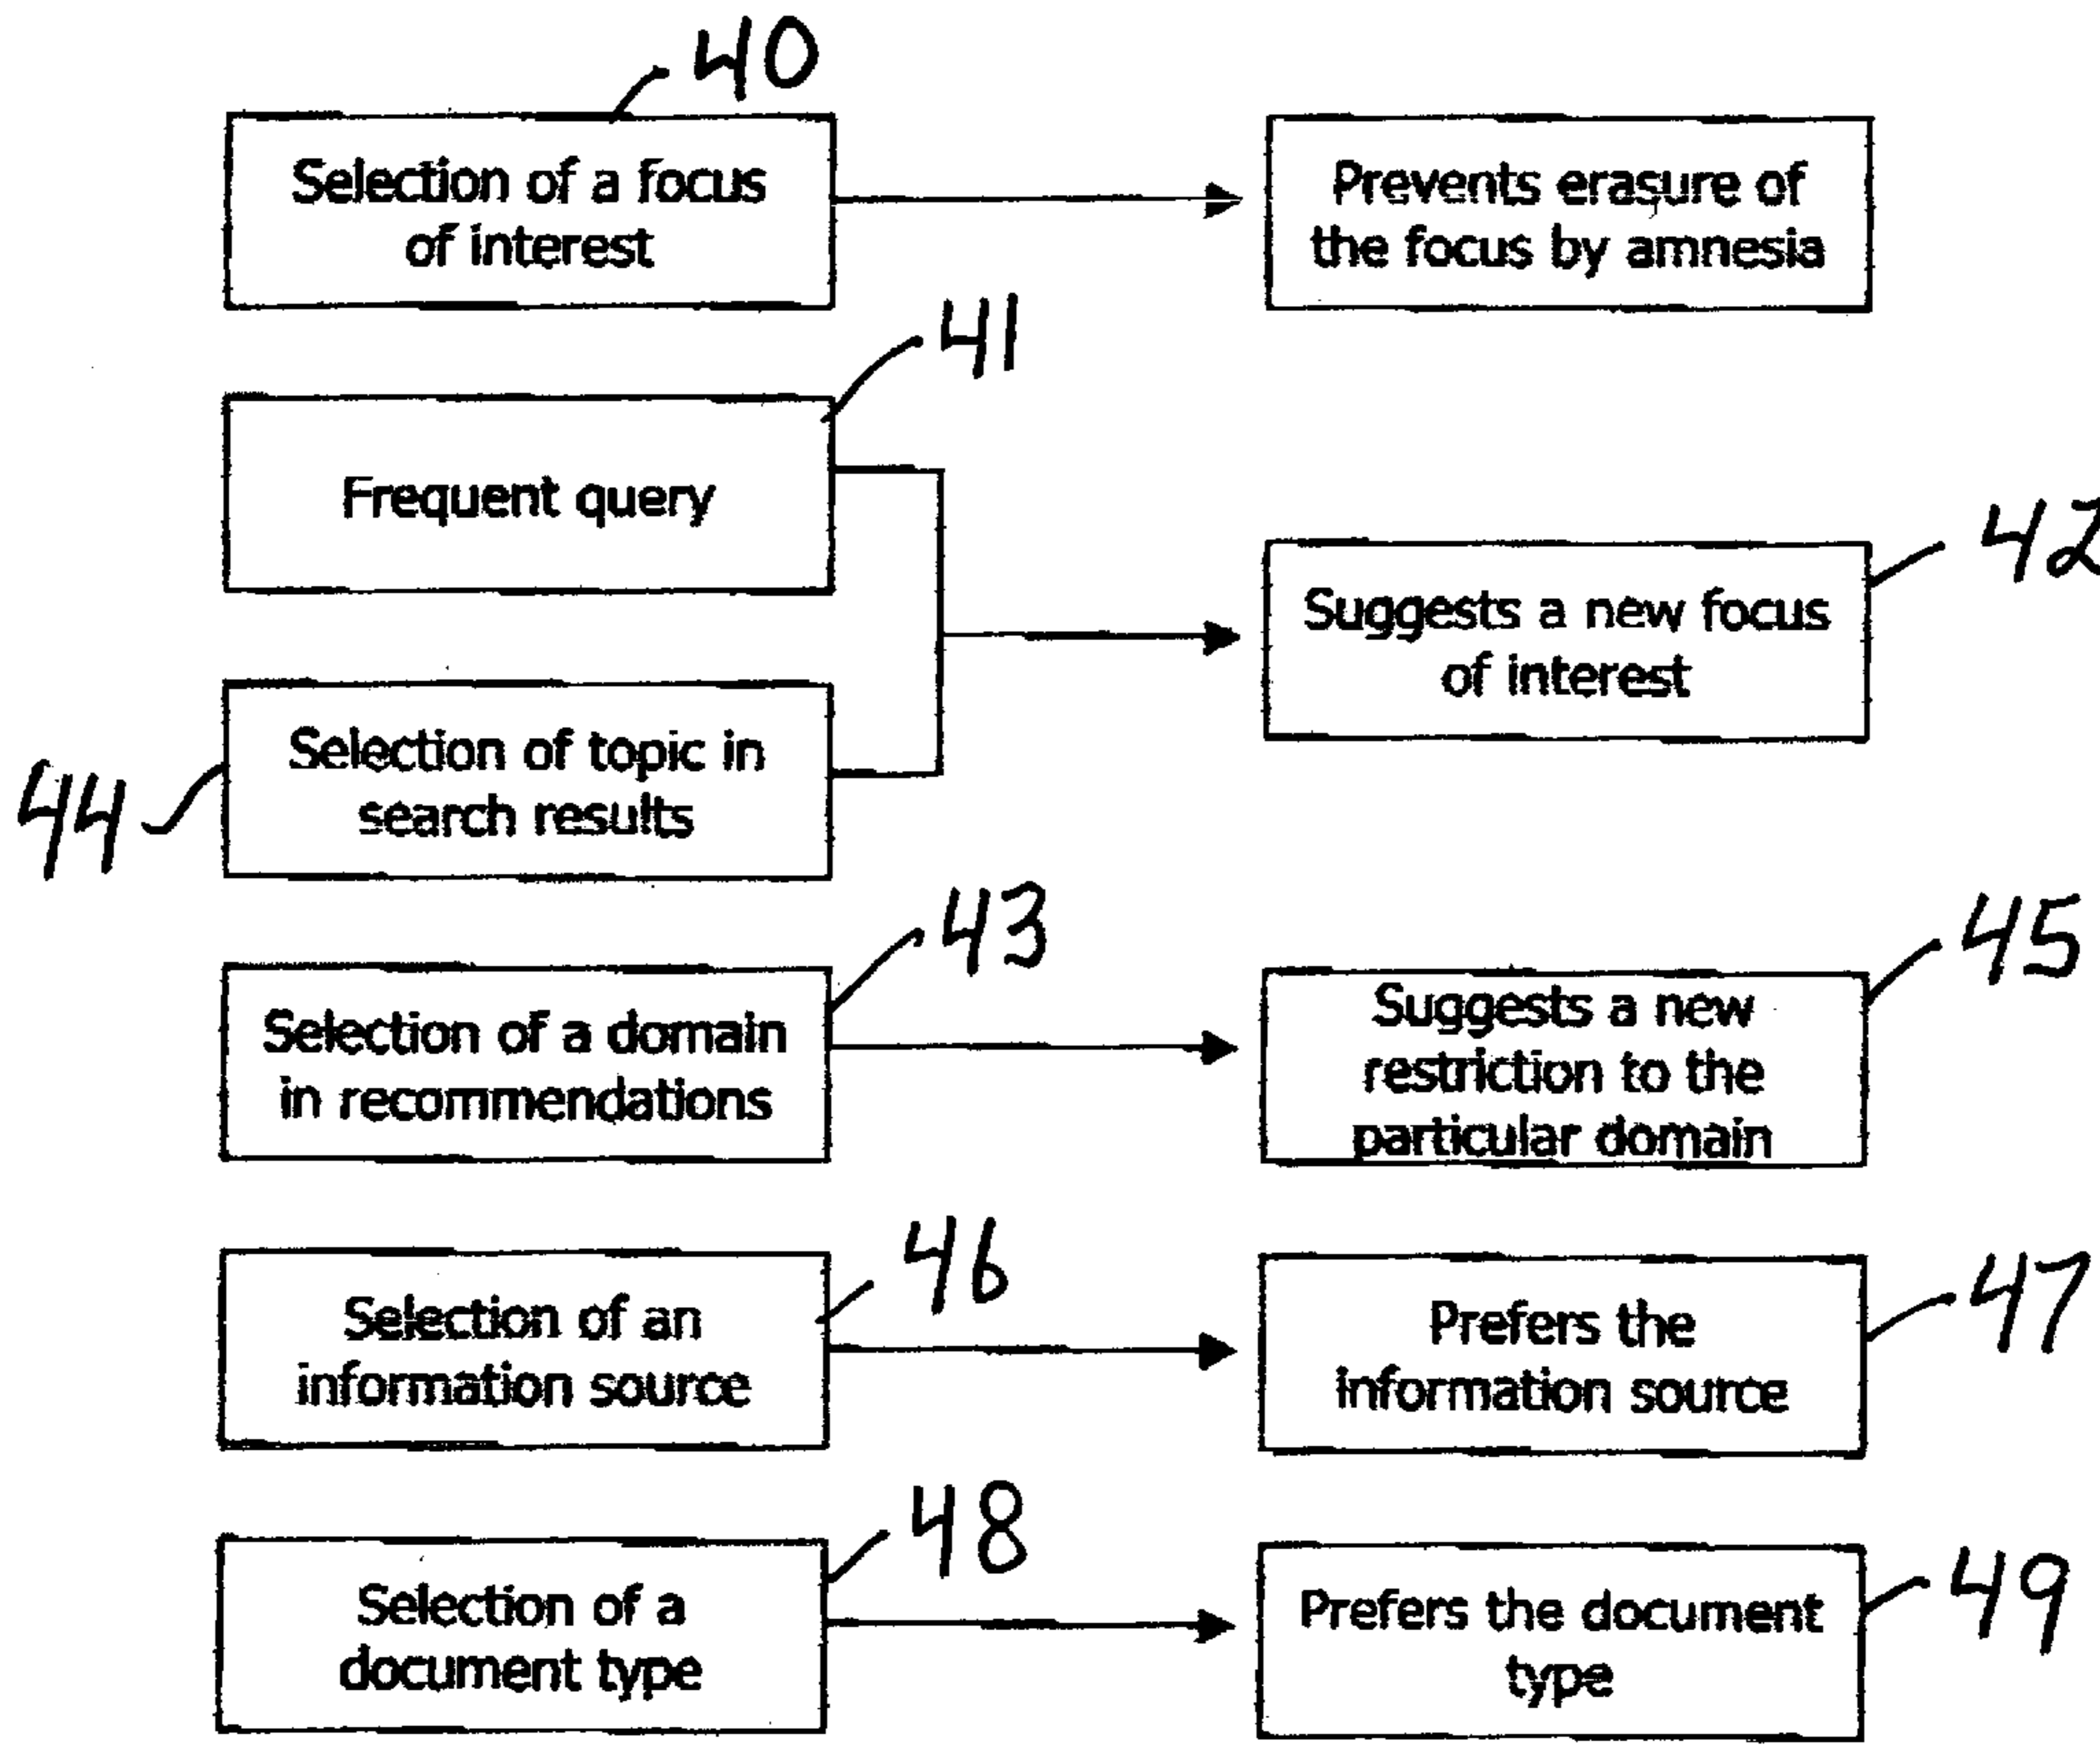 40
Selection of a focus
of interest
Prevents erasure of
the focus by amnesia
41
Frequent query
42
Suggests a new focus
of interest
44
Selection of topic in
search results
43
Selection of a domain
in recommendations
45
Suggests a new
restriction to the
particular domain
46
Selection of an
information source
47
Prefers the
information source
48
Selection of a
document type
49
Prefers the document
type